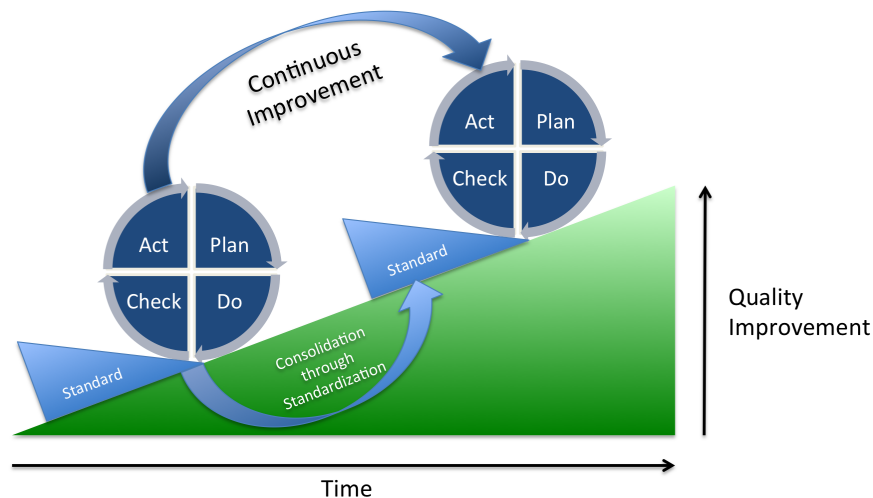 Continuous
Improvement
Act
Plan
Check
Do
Standard
Act
Plan
Check
Do
Standard
Consolidation
through
Standardization
Quality
Improvement
Time